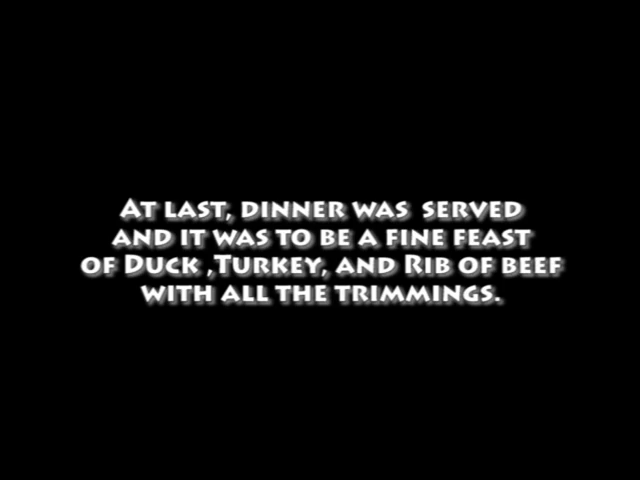 At last, dinner was  served
and it was to be a fine feast
of Duck ,Turkey, and Rib of beef
with all the trimmings.